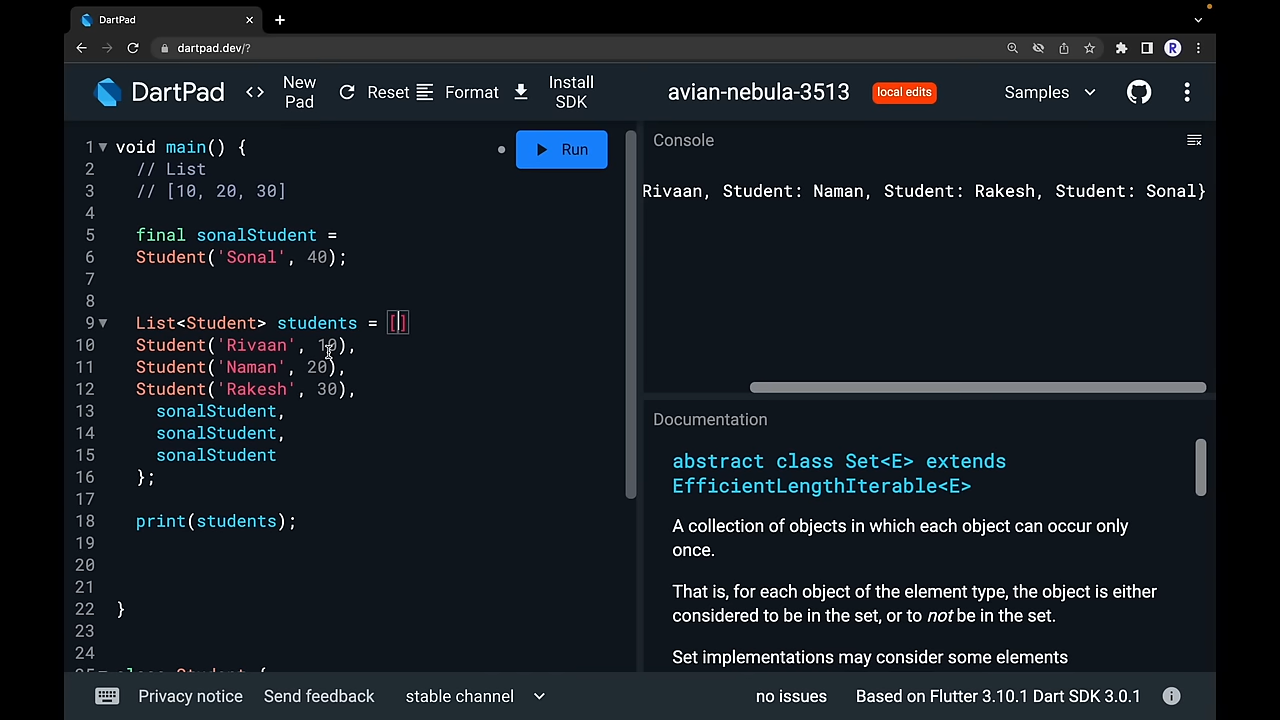 DartPad
dartpad.dev/?
R
DartPad
<> New Pad
Reset
Format
Install SDK
avian-nebula-3513
local edits
Samples
1 void main() {
2 // List
3 // [10, 20, 30]
4
5 final sonalStudent =
6 Student('Sonal', 40);
7
8
9 List<Student> students = []
10 Student('Rivaan', 10),
11 Student('Naman', 20),
12 Student('Rakesh', 30),
13 sonalStudent,
14 sonalStudent,
15 sonalStudent
16 };
17
18 print(students);
19
20
21
22 }
23
24
Run
Console
Rivaan, Student: Naman, Student: Rakesh, Student: Sonal}
Documentation
abstract class Set<E> extends
EfficientLengthIterable<E>
A collection of objects in which each object can occur only
once.
That is, for each object of the element type, the object is either
considered to be in the set, or to not be in the set.
Set implementations may consider some elements
Privacy notice
Send feedback
stable channel
no issues
Based on Flutter 3.10.1 Dart SDK 3.0.1